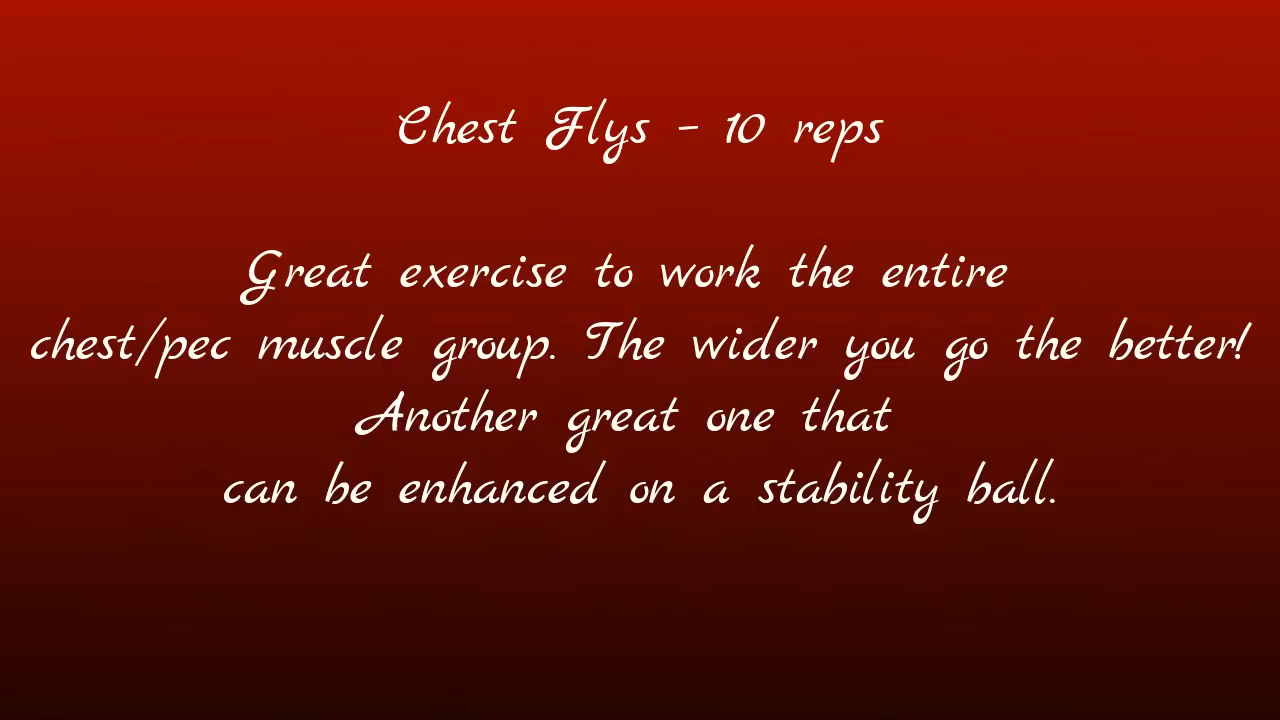 Chest Flys - 10 reps
Great exercise to work the entire
chest/pec muscle group. The wider you go the better!
Another great one that
can be enhanced on a stability ball.